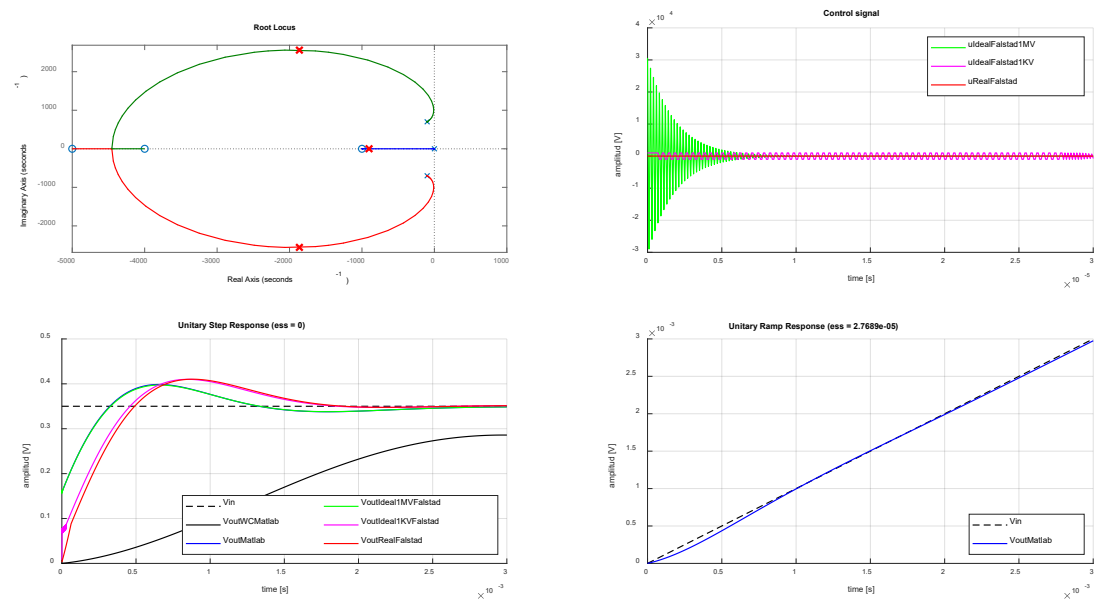 Root Locus
2000
1000
0
-1000
-2000
Imaginary Axis (seconds
-1
)
-5000 -4000 -3000 -2000 -1000 0 1000
Real Axis (seconds
-1
)
Control signal
× 10 4
4
3
2
1
0
-1
-2
-3
amplitud [V]
uIdealFalstad1MV
uIdealFalstad1KV
uRealFalstad
0 0.5 1 1.5 2 2.5 3
time [s]
× 10 -5
Unitary Step Response (ess = 0)
0.5
0.4
0.3
0.2
0.1
0
amplitud [V]
Vin
VoutWCMatlab
VoutMatlab
VoutIdeal1MVFalstad
VoutIdeal1KVFalstad
VoutRealFalstad
0 0.5 1 1.5 2 2.5 3
time [s]
× 10 -3
Unitary Ramp Response (ess = 2.7689e-05)
× 10 -3
3
2.5
2
1.5
1
0.5
0
amplitud [V]
Vin
VoutMatlab
0 0.5 1 1.5 2 2.5 3
time [s]
× 10 -3